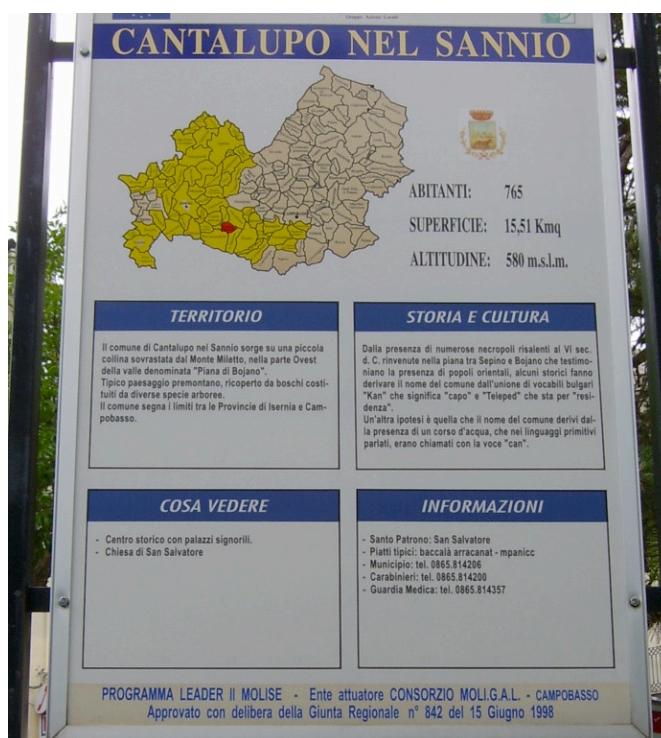 Gruppo Azione Locale
CANTALUPO NEL SANNIO
ABITANTI: 765
SUPERFICIE: 15,51 Kmq
ALTITUDINE: 580 m.s.l.m.
TERRITORIO
Il comune di Cantalupo nel Sannio sorge su una piccola
collina sovrastata dal Monte Miletto, nella parte Ovest
della valle denominata "Piana di Bojano".
Tipico paesaggio premontano, ricoperto da boschi costi-
tuiti da diverse specie arboree.
Il comune segna i limiti tra le Provincie di Isernia e Cam-
pobasso.
STORIA E CULTURA
Dalla presenza di numerose necropoli risalenti al VI sec.
d. C, rinvenute nella piana tra Sepino e Bojano che testimo-
niano la presenza di popoli orientali, alcuni storici fanno
derivare il nome del comune dall'unione di vocabili bulgari
"Kan" che significa "capo" e "Teleped" che sta per "resi-
denza".
Un'altra ipotesi è quella che il nome del comune derivi dal-
la presenza di un corso d'acqua, che nei linguaggi primitivi
parlati, erano chiamati con la voce "can".
COSA VEDERE
- Centro storico con palazzi signorili.
- Chiesa di San Salvatore
INFORMAZIONI
- Santo Patrono: San Salvatore
- Piatti tipici: baccalà arracanat - mpanicc
- Municipio: tel. 0865.814206
- Carabinieri: tel. 0865.814200
- Guardia Medica: tel. 0865.814357
PROGRAMMA LEADER II MOLISE - Ente attuatore CONSORZIO MOLI.G.A.L. - CAMPOBASSO
Approvato con delibera della Giunta Regionale n° 842 del 15 Giugno 1998